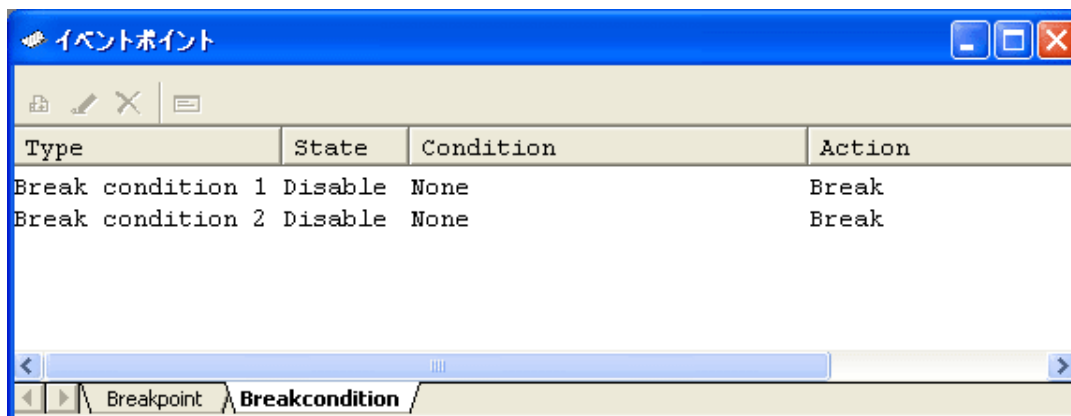 イベントポイント
Type State Condition Action
Break condition 1 Disable None Break
Break condition 2 Disable None Break
Breakpoint Breakcondition